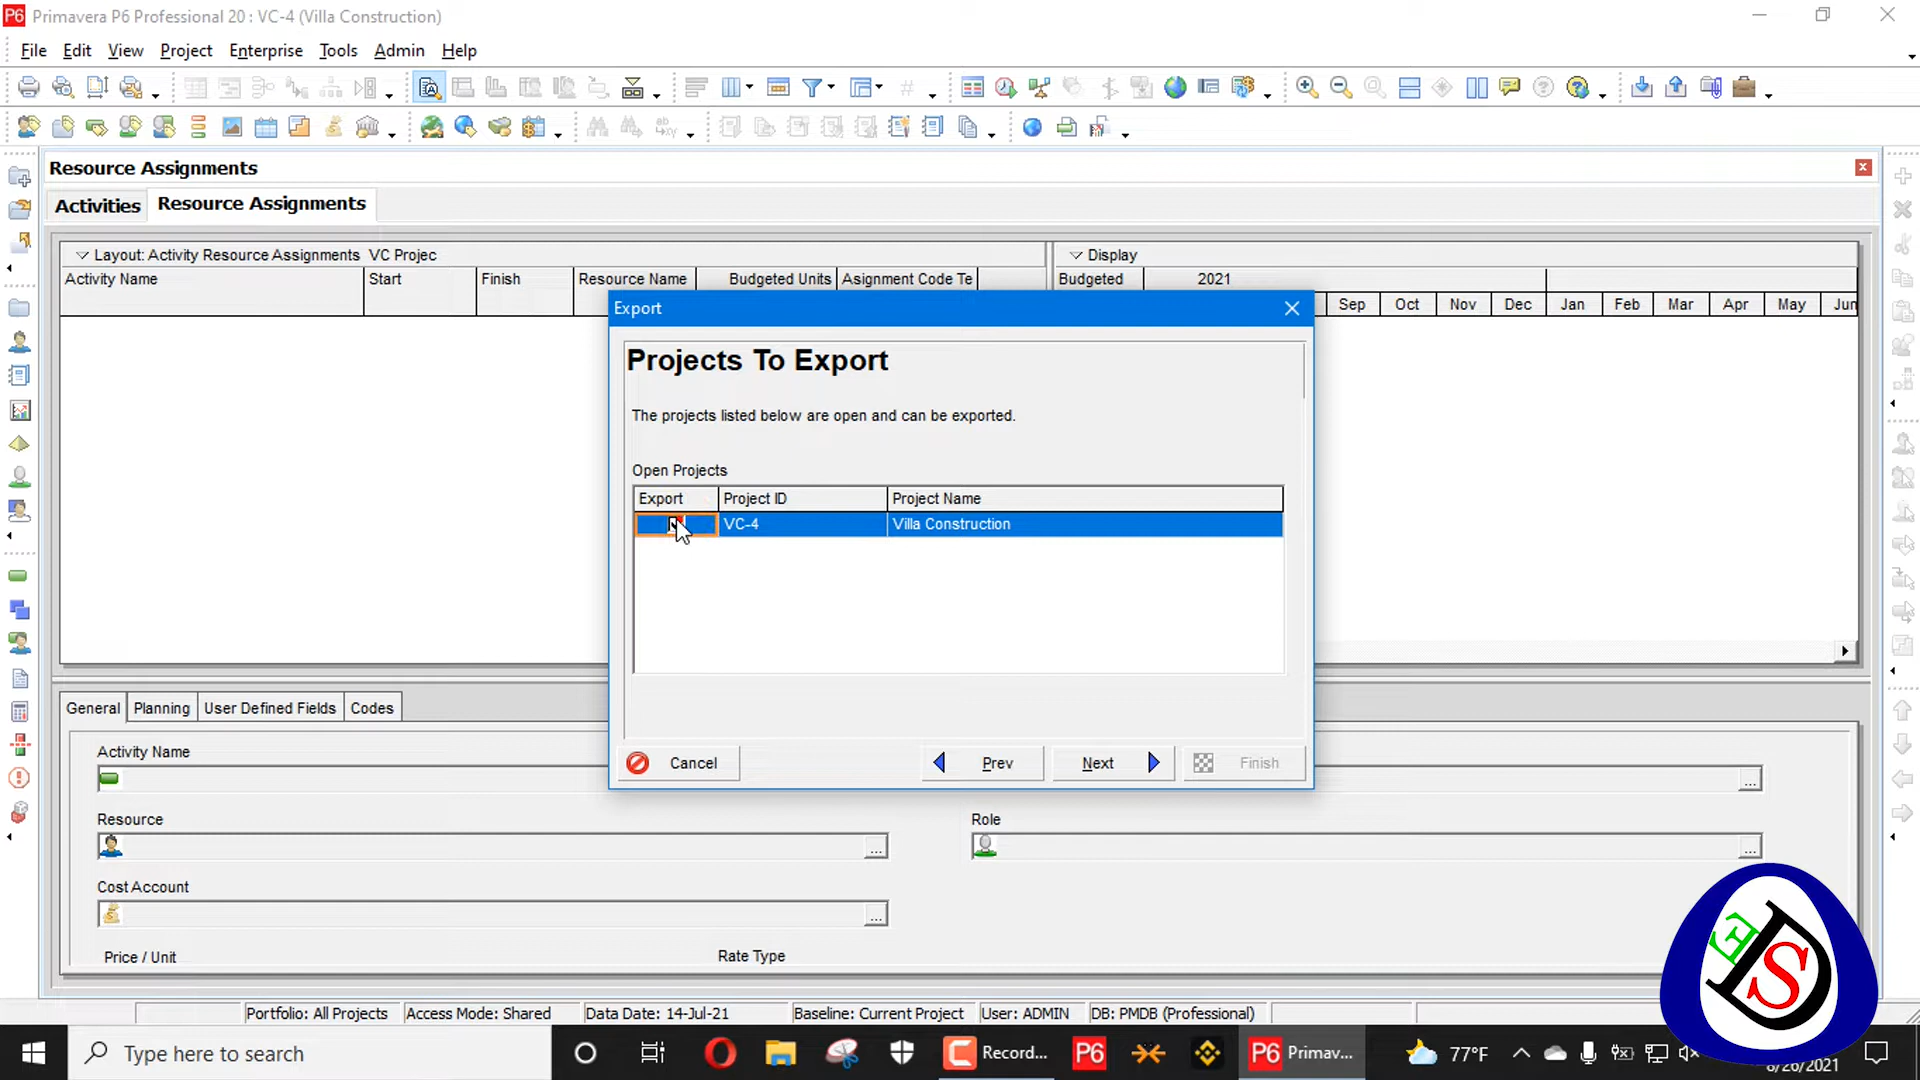 P6 Primavera P6 Professional 20 : VC-4 (Villa Construction)
File Edit View Project Enterprise Tools Admin Help
Resource Assignments
Activities Resource Assignments
Layout: Activity Resource Assignments VC Projec Display
Activity Name Start Finish Resource Name Budgeted Units Asignment Code Te Budgeted 2021
Sep Oct Nov Dec Jan Feb Mar Apr May Jun
Export
Projects To Export
The projects listed below are open and can be exported.
Open Projects
Export Project ID Project Name
VC-4 Villa Construction
Cancel Prev Next Finish
General Planning User Defined Fields Codes
Activity Name
...
Resource Role
... ...
Cost Account
...
Price / Unit Rate Type
Portfolio: All Projects Access Mode: Shared Data Date: 14-Jul-21 Baseline: Current Project User: ADMIN DB: PMDB (Professional)
E D S
Type here to search Record... P6 P6 Primav... 77°F
8/26/2021